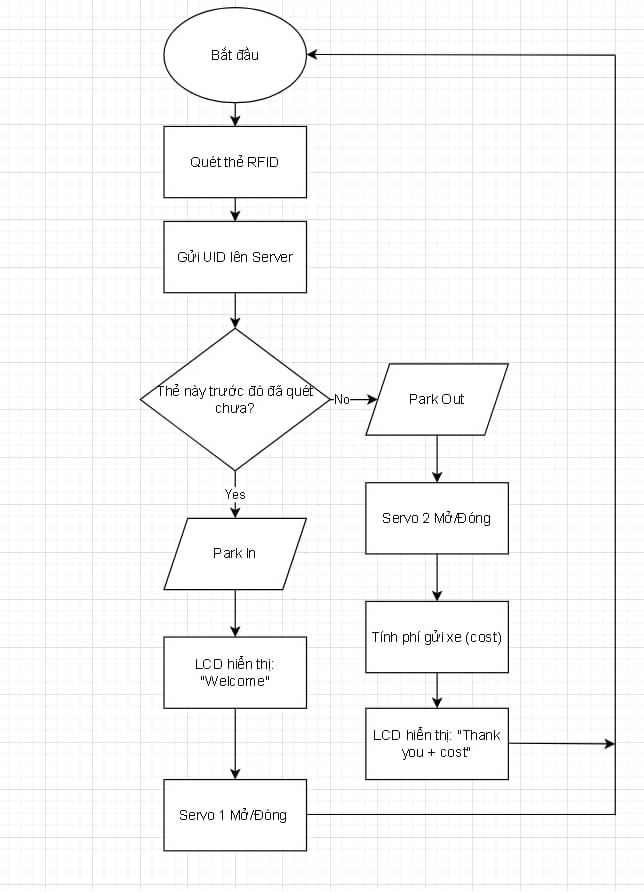 Bắt đầu
Quét thẻ RFID
Gửi UID lên Server
Thẻ này trước đó đã quét
chưa?
No
Park Out
Yes
Servo 2 Mở/Đóng
Park In
Tính phí gửi xe (cost)
LCD hiển thị:
"Welcome"
LCD hiển thị: "Thank
you + cost"
Servo 1 Mở/Đóng